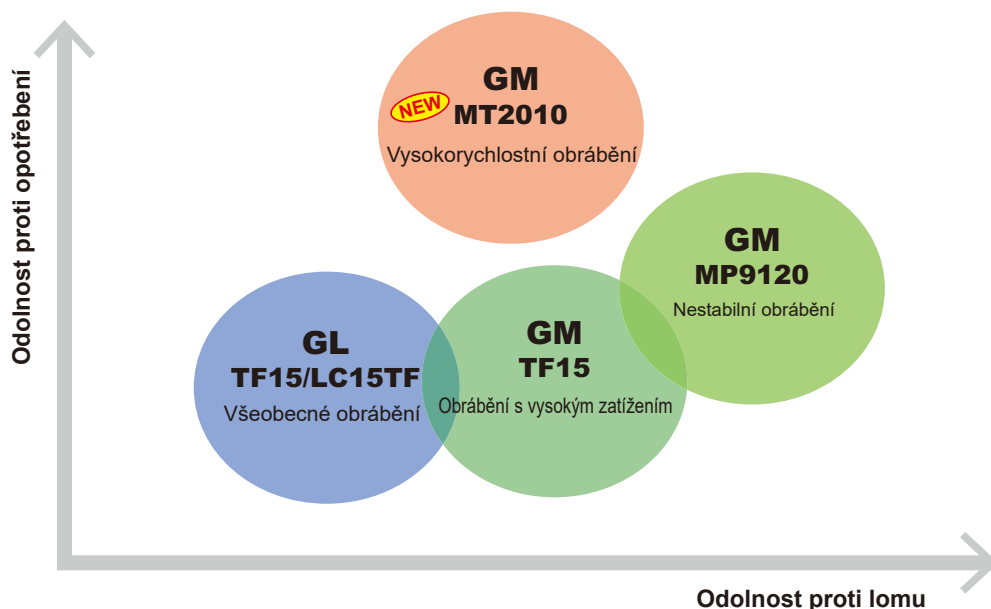 Odolnost proti opotřebení
GM
NEW
MT2010
Vysokorychlostní obrábění
GM
MP9120
Nestabilní obrábění
GL
TF15/LC15TF
Všeobecné obrábění
GM
TF15
Obrábění s vysokým zatížením
Odolnost proti lomu